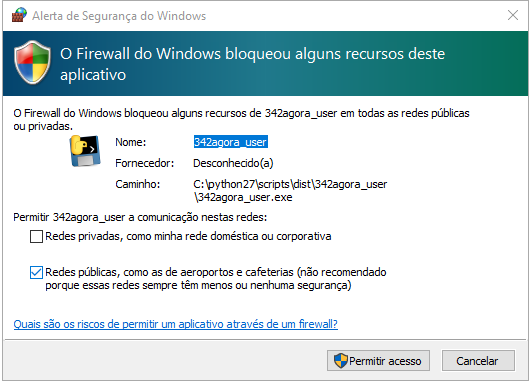 Alerta de Segurança do Windows
O Firewall do Windows bloqueou alguns recursos deste
aplicativo
O Firewall do Windows bloqueou alguns recursos de 342agora_user em todas as redes públicas
ou privadas.
Nome: 342agora_user
Fornecedor: Desconhecido(a)
Caminho: C:\python27\scripts\dist\342agora_user
\342agora_user.exe
Permitir 342agora_user a comunicação nestas redes:
Redes privadas, como minha rede doméstica ou corporativa
Redes públicas, como as de aeroportos e cafeterias (não recomendado
porque essas redes sempre têm menos ou nenhuma segurança)
Quais são os riscos de permitir um aplicativo através de um firewall?
Permitir acesso Cancelar